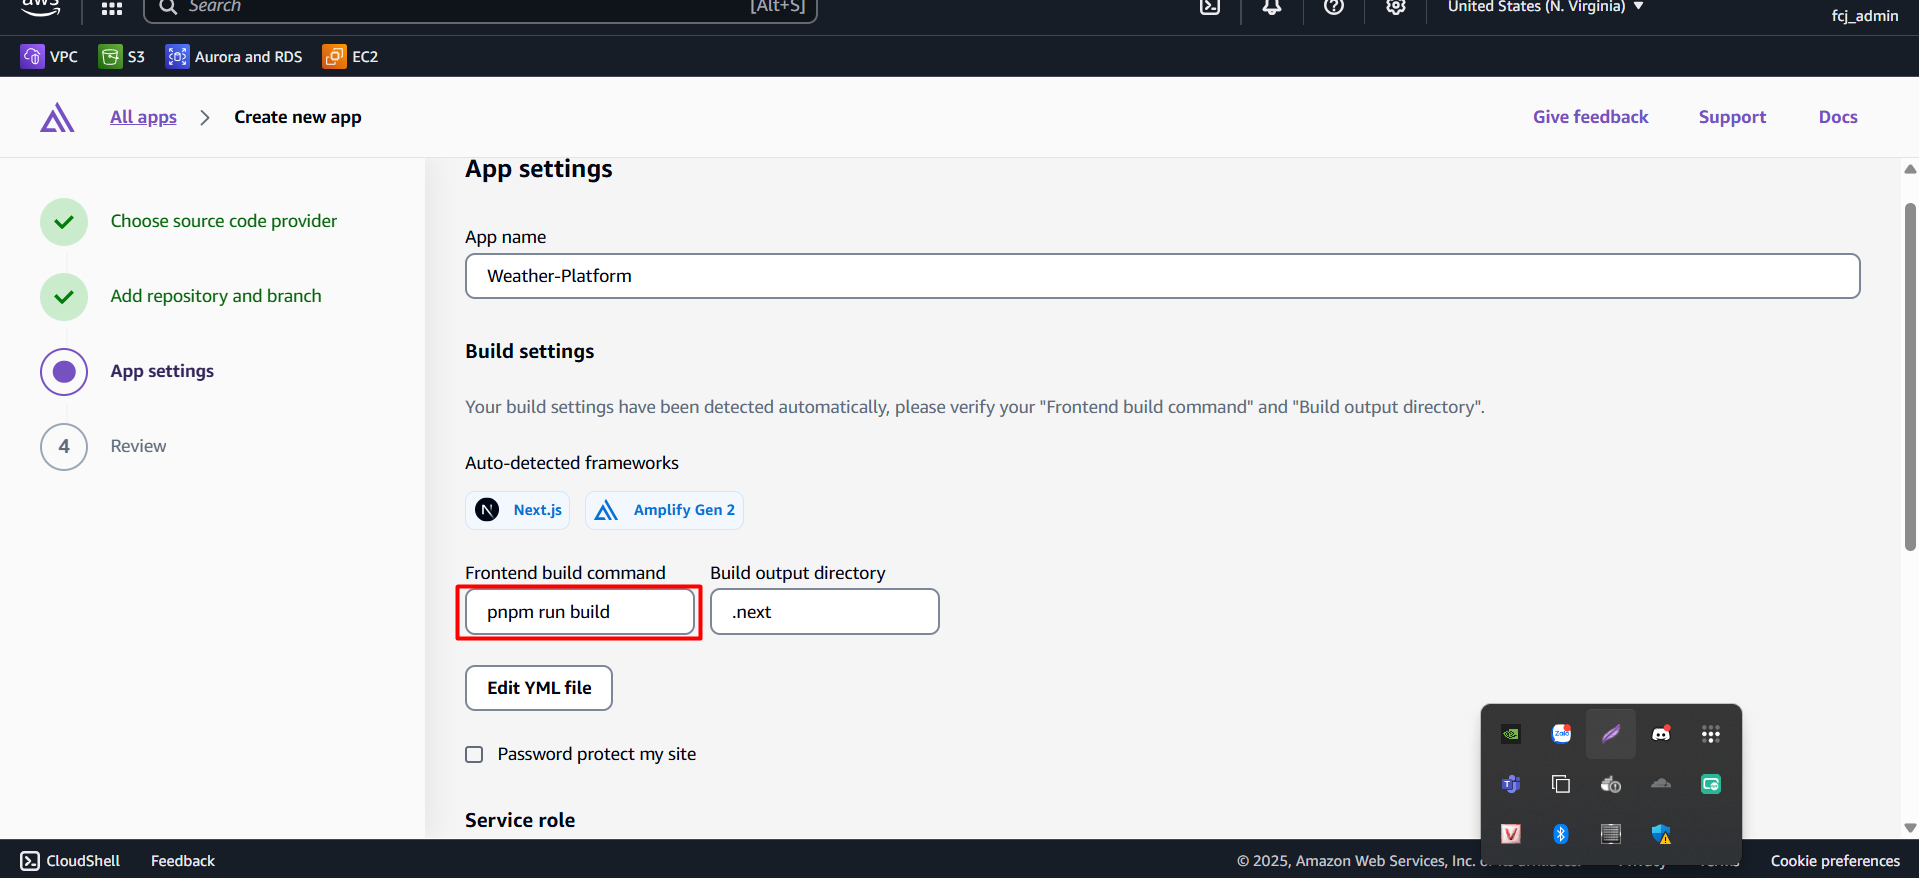 aws
Search
[Alt+S]
United States (N. Virginia)
fcj_admin
VPC
S3
Aurora and RDS
EC2
All apps
Create new app
Give feedback
Support
Docs
Choose source code provider
Add repository and branch
App settings
4
Review
App settings
App name
Weather-Platform
Build settings
Your build settings have been detected automatically, please verify your "Frontend build command" and "Build output directory".
Auto-detected frameworks
N
Next.js
Amplify Gen 2
Frontend build command
Build output directory
pnpm run build
.next
Edit YML file
Password protect my site
Service role
Zalo
CloudShell
Feedback
© 2025, Amazon Web Services, Inc.
Cookie preferences